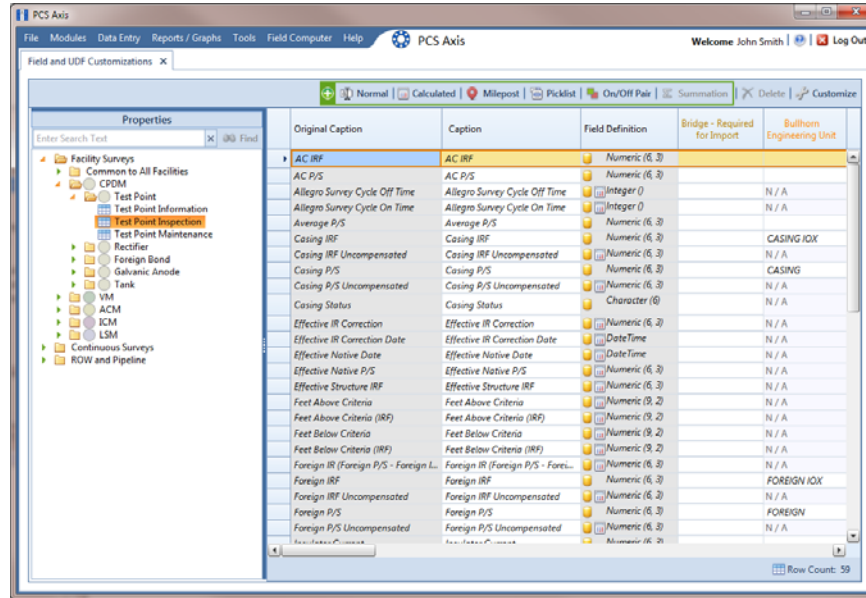 PCS Axis
File Modules Data Entry Reports / Graphs Tools Field Computer Help PCS Axis Welcome John Smith | | Log Out
Field and UDF Customizations X
Normal | Calculated | Milepost | Picklist | On/Off Pair | Summation | Delete | Customize
Properties
Enter Search Text Find
Facility Surveys
Common to All Facilities
CPDM
Test Point
Test Point Information
Test Point Inspection
Test Point Maintenance
Rectifier
Foreign Bond
Galvanic Anode
Tank
VM
ACM
ICM
LSM
Continuous Surveys
ROW and Pipeline
Original Caption Caption Field Definition Bridge - Required for Import Bullhorn Engineering Unit
AC IRF AC IRF Numeric (6, 3)
AC P/S AC P/S Numeric (6, 3)
Allegro Survey Cycle Off Time Allegro Survey Cycle Off Time Integer () N / A
Allegro Survey Cycle On Time Allegro Survey Cycle On Time Integer () N / A
Average P/S Average P/S Numeric (6, 3)
Casing IRF Casing IRF Numeric (6, 3) CASING IOX
Casing IRF Uncompensated Casing IRF Uncompensated Numeric (6, 3) N / A
Casing P/S Casing P/S Numeric (6, 3) CASING
Casing P/S Uncompensated Casing P/S Uncompensated Numeric (6, 3) N / A
Casing Status Casing Status Character (6) N / A
Effective IR Correction Effective IR Correction Numeric (6, 3) N / A
Effective IR Correction Date Effective IR Correction Date DateTime N / A
Effective Native Date Effective Native Date DateTime N / A
Effective Native P/S Effective Native P/S Numeric (6, 3) N / A
Effective Structure IRF Effective Structure IRF Numeric (6, 3) N / A
Feet Above Criteria Feet Above Criteria Numeric (9, 2) N / A
Feet Above Criteria (IRF) Feet Above Criteria (IRF) Numeric (9, 2) N / A
Feet Below Criteria Feet Below Criteria Numeric (9, 2) N / A
Feet Below Criteria (IRF) Feet Below Criteria (IRF) Numeric (9, 2) N / A
Foreign IR (Foreign P/S - Foreign I... Foreign IR (Foreign P/S - Forei... Numeric (6, 3) N / A
Foreign IRF Foreign IRF Numeric (6, 3) FOREIGN IOX
Foreign IRF Uncompensated Foreign IRF Uncompensated Numeric (6, 3) N / A
Foreign P/S Foreign P/S Numeric (6, 3) FOREIGN
Foreign P/S Uncompensated Foreign P/S Uncompensated Numeric (6, 3) N / A
Row Count: 59